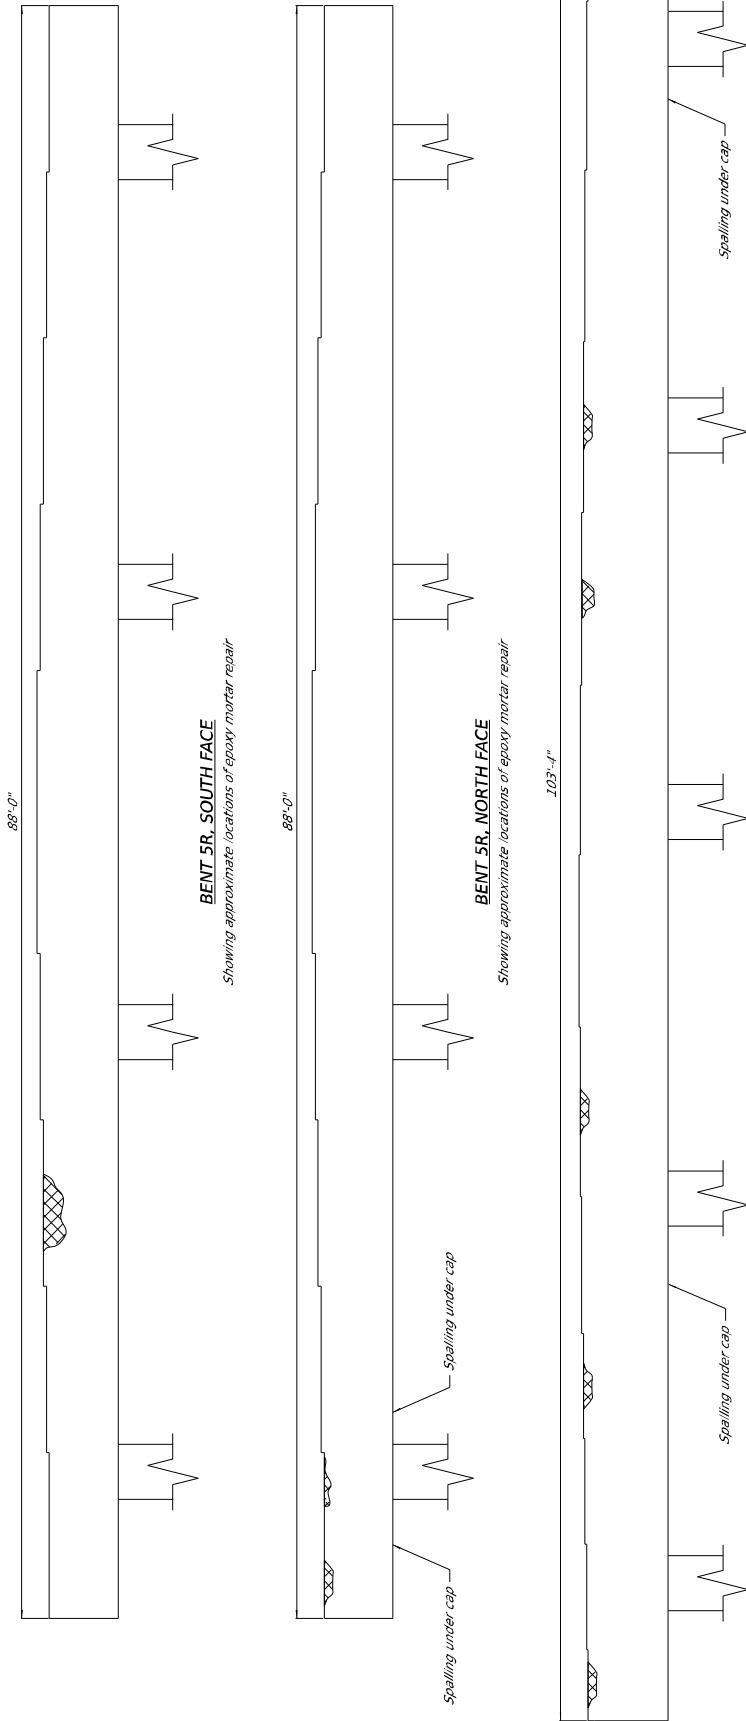 88'-0"
BENT 5R, SOUTH FACE
Showing approximate locations of epoxy mortar repair
88'-0"
Spalling under cap
Spalling under cap
BENT 5R, NORTH FACE
Showing approximate locations of epoxy mortar repair
103'-4"
Spalling under cap
Spalling under cap